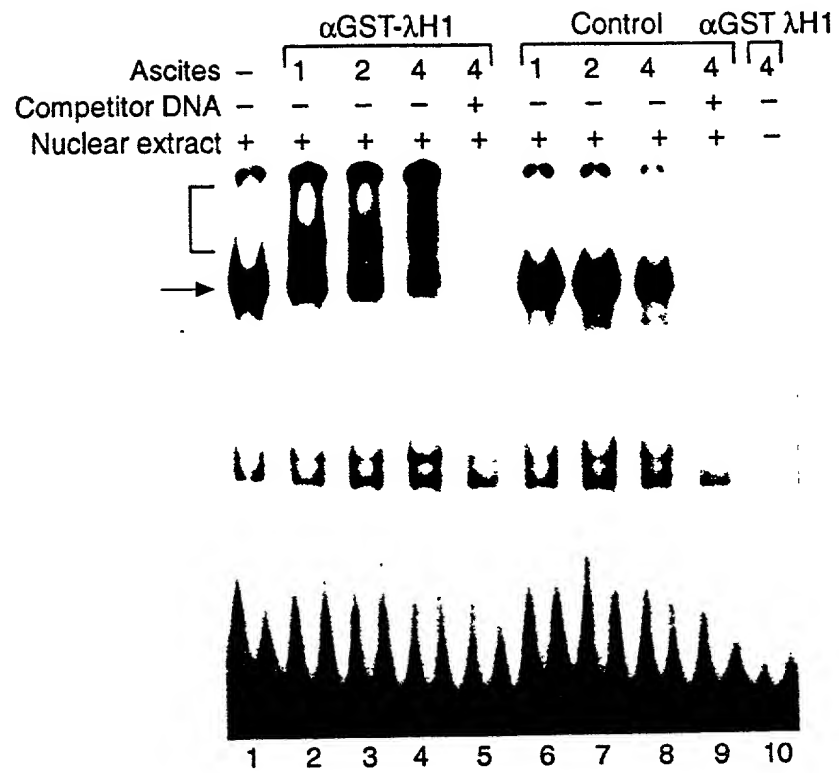 αGST-λH1 Control αGST λH1
Ascites – 1 2 4 4 1 2 4 4 4
Competitor DNA – – – – + – – – + –
Nuclear extract + + + + + + + + + –
1 2 3 4 5 6 7 8 9 10